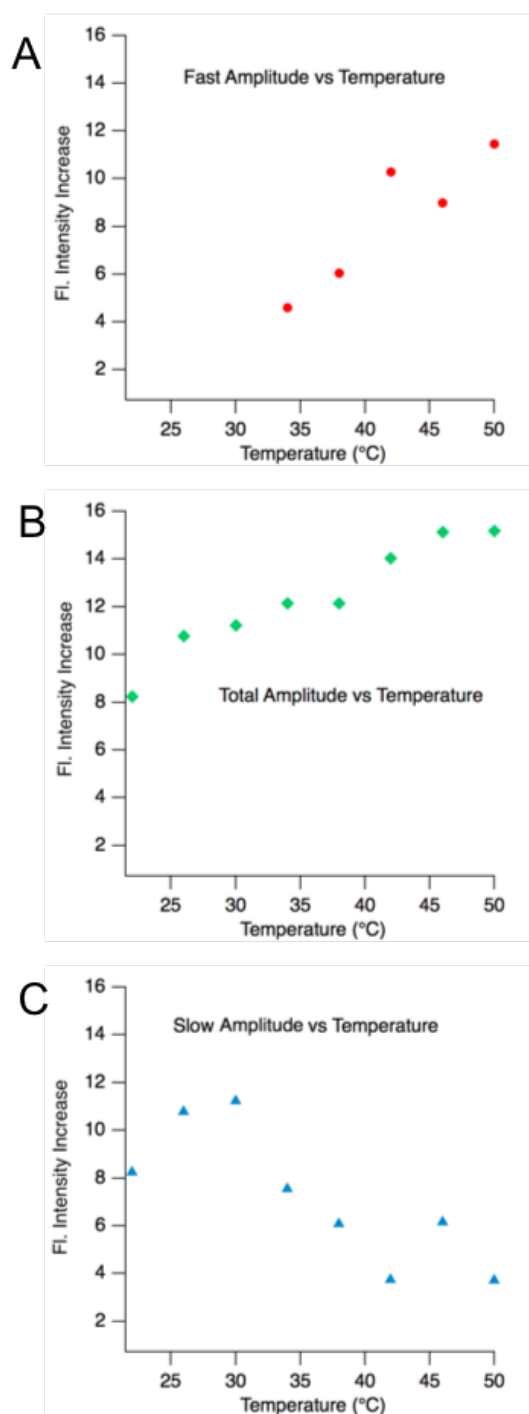 A
Fast Amplitude vs Temperature
Fl. Intensity Increase
16
14
12
10
8
6
4
2
25 30 35 40 45 50
Temperature (°C)
B
Total Amplitude vs Temperature
Fl. Intensity Increase
16
14
12
10
8
6
4
2
25 30 35 40 45 50
Temperature (°C)
C
Slow Amplitude vs Temperature
Fl. Intensity Increase
16
14
12
10
8
6
4
2
25 30 35 40 45 50
Temperature (°C)